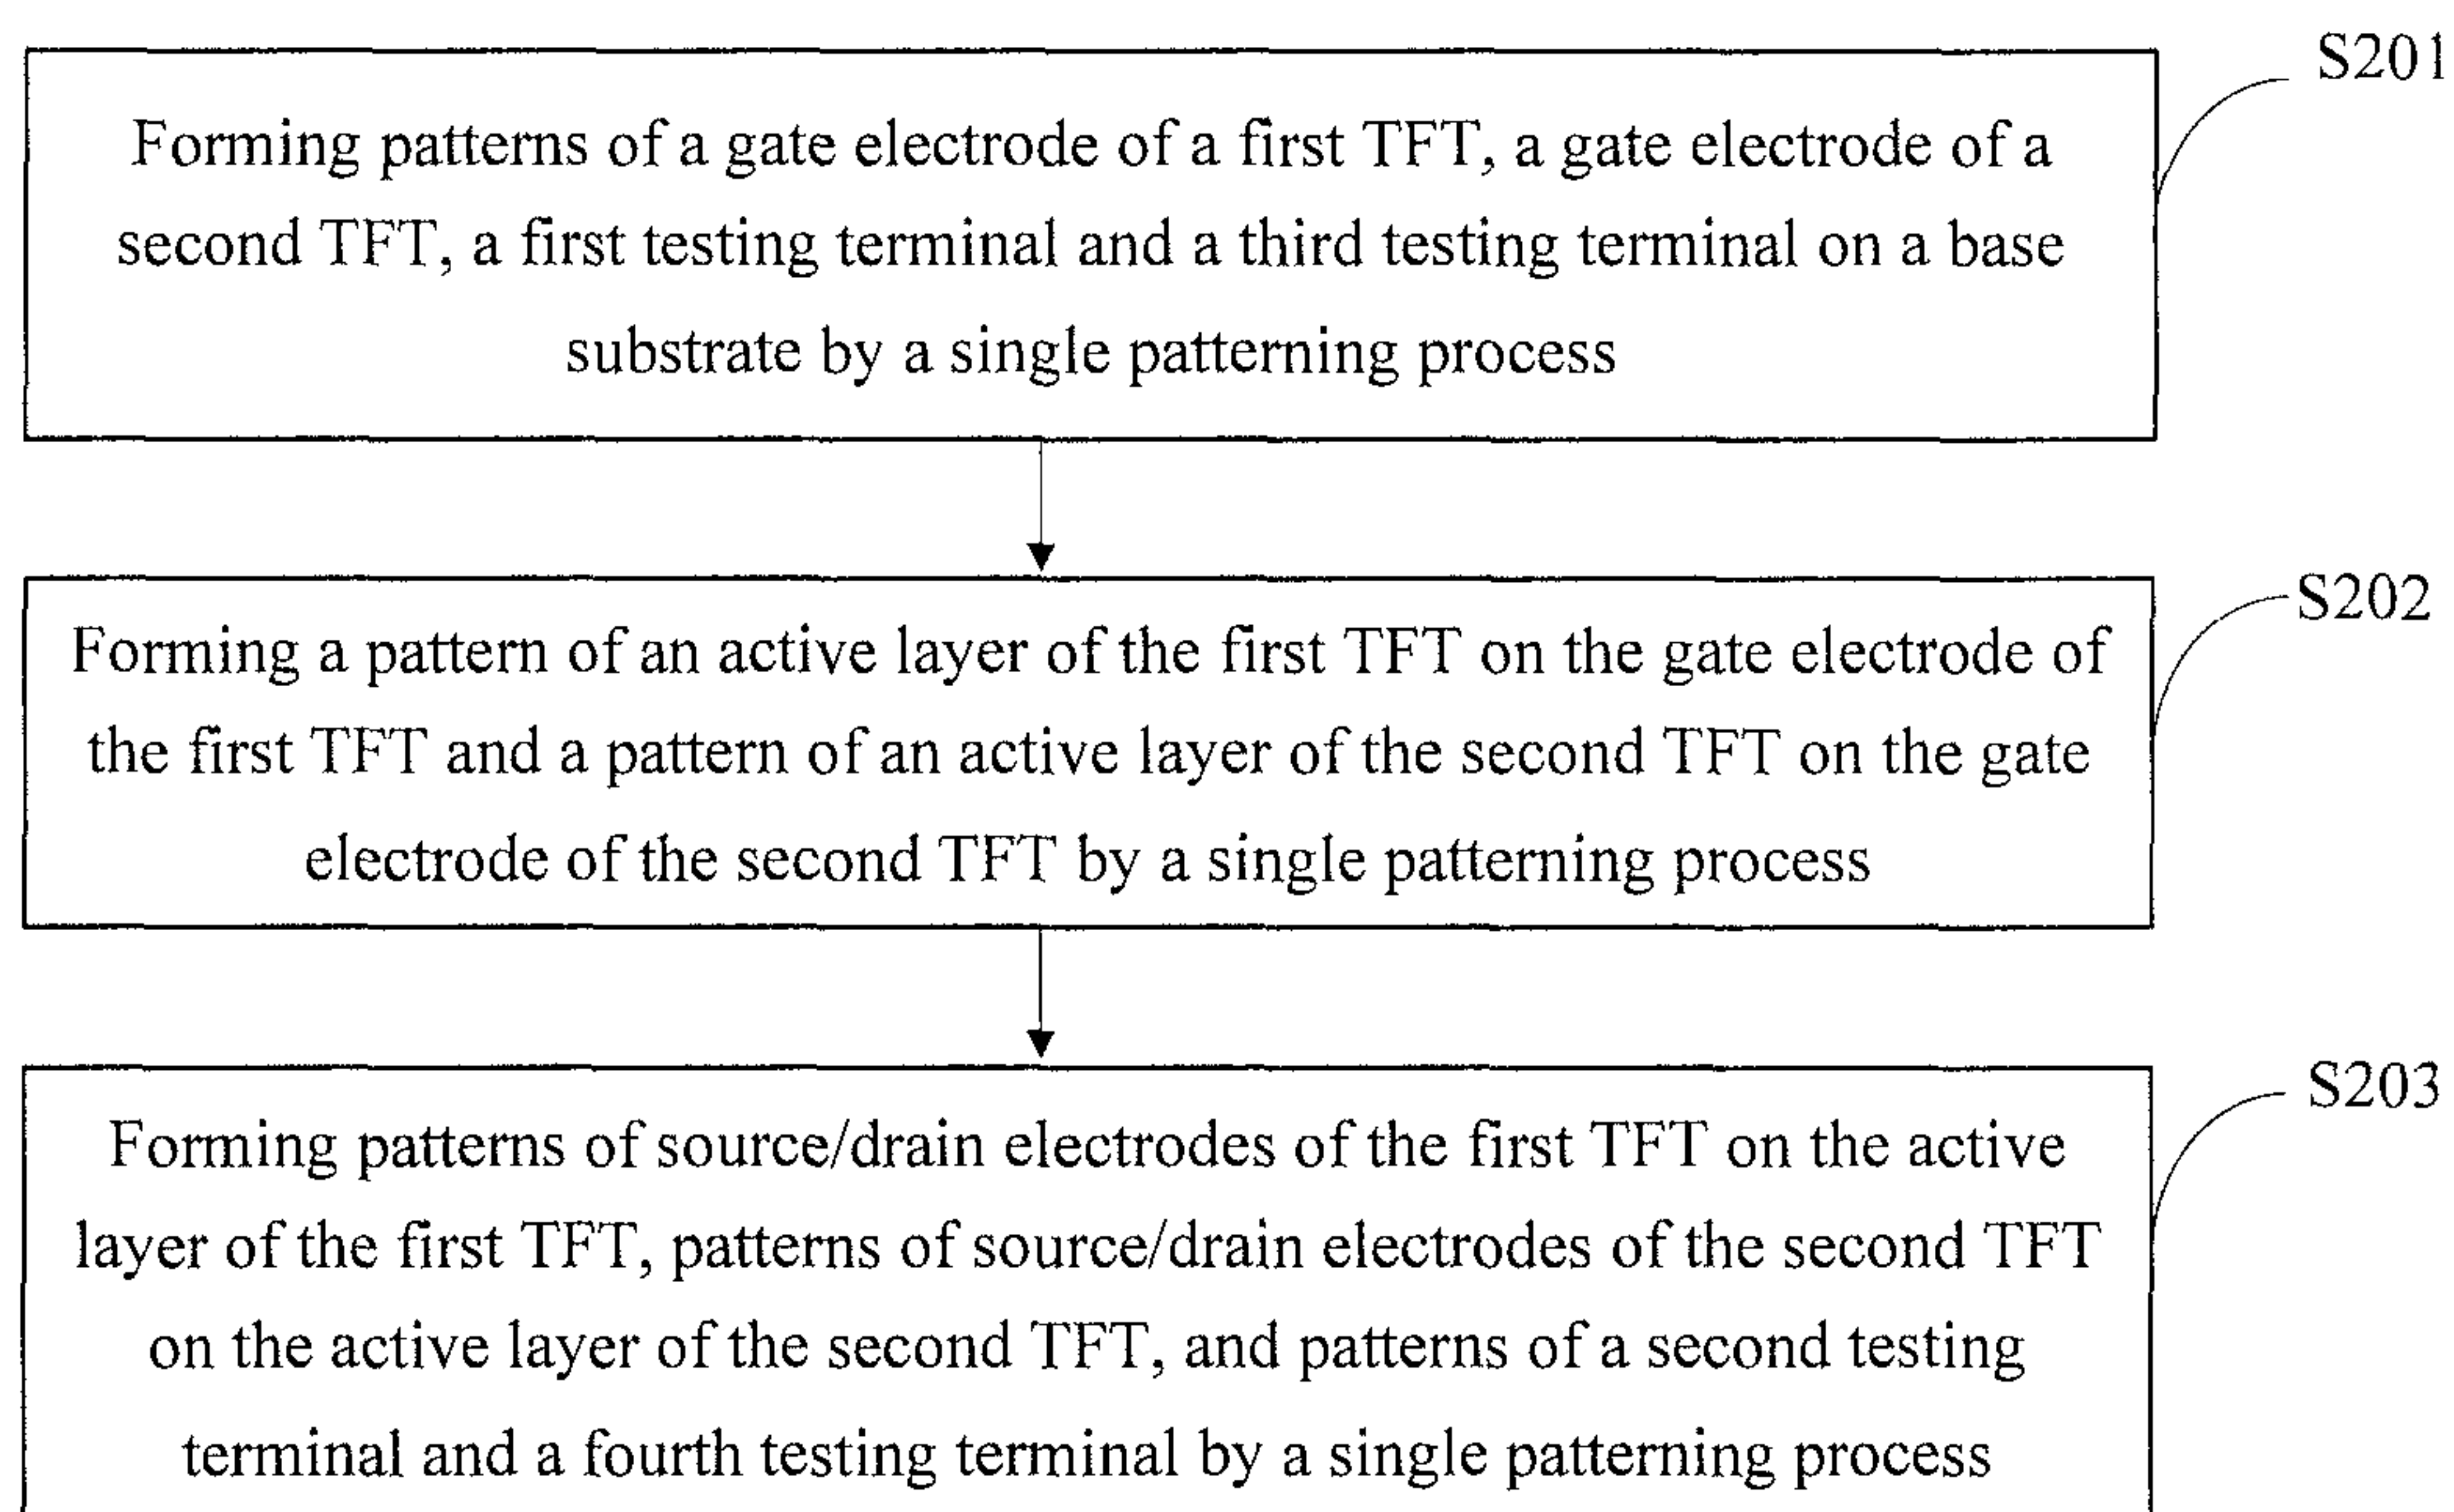 S201
Forming patterns of a gate electrode of a first TFT, a gate electrode of a
second TFT, a first testing terminal and a third testing terminal on a base
substrate by a single patterning process
S202
Forming a pattern of an active layer of the first TFT on the gate electrode of
the first TFT and a pattern of an active layer of the second TFT on the gate
electrode of the second TFT by a single patterning process
S203
Forming patterns of source/drain electrodes of the first TFT on the active
layer of the first TFT, patterns of source/drain electrodes of the second TFT
on the active layer of the second TFT, and patterns of a second testing
terminal and a fourth testing terminal by a single patterning process